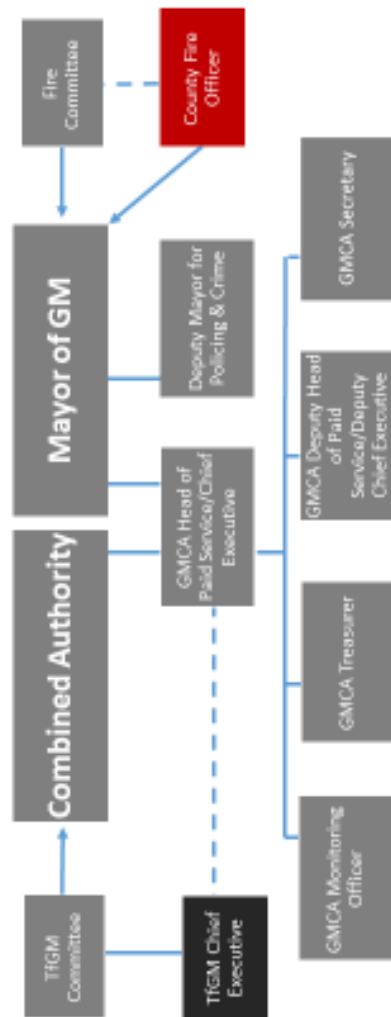 TfGM
Committee
Combined Authority
Mayor of GM
Fire
Committee
TfGM Chief
Executive
GMCA Head of
Paid Service/Chief
Executive
Deputy Mayor for
Policing & Crime
County Fire
Officer
GMCA Monitoring
Officer
GMCA Treasurer
GMCA Deputy Head
of Paid
Service/Deputy
Chief Executive
GMCA Secretary